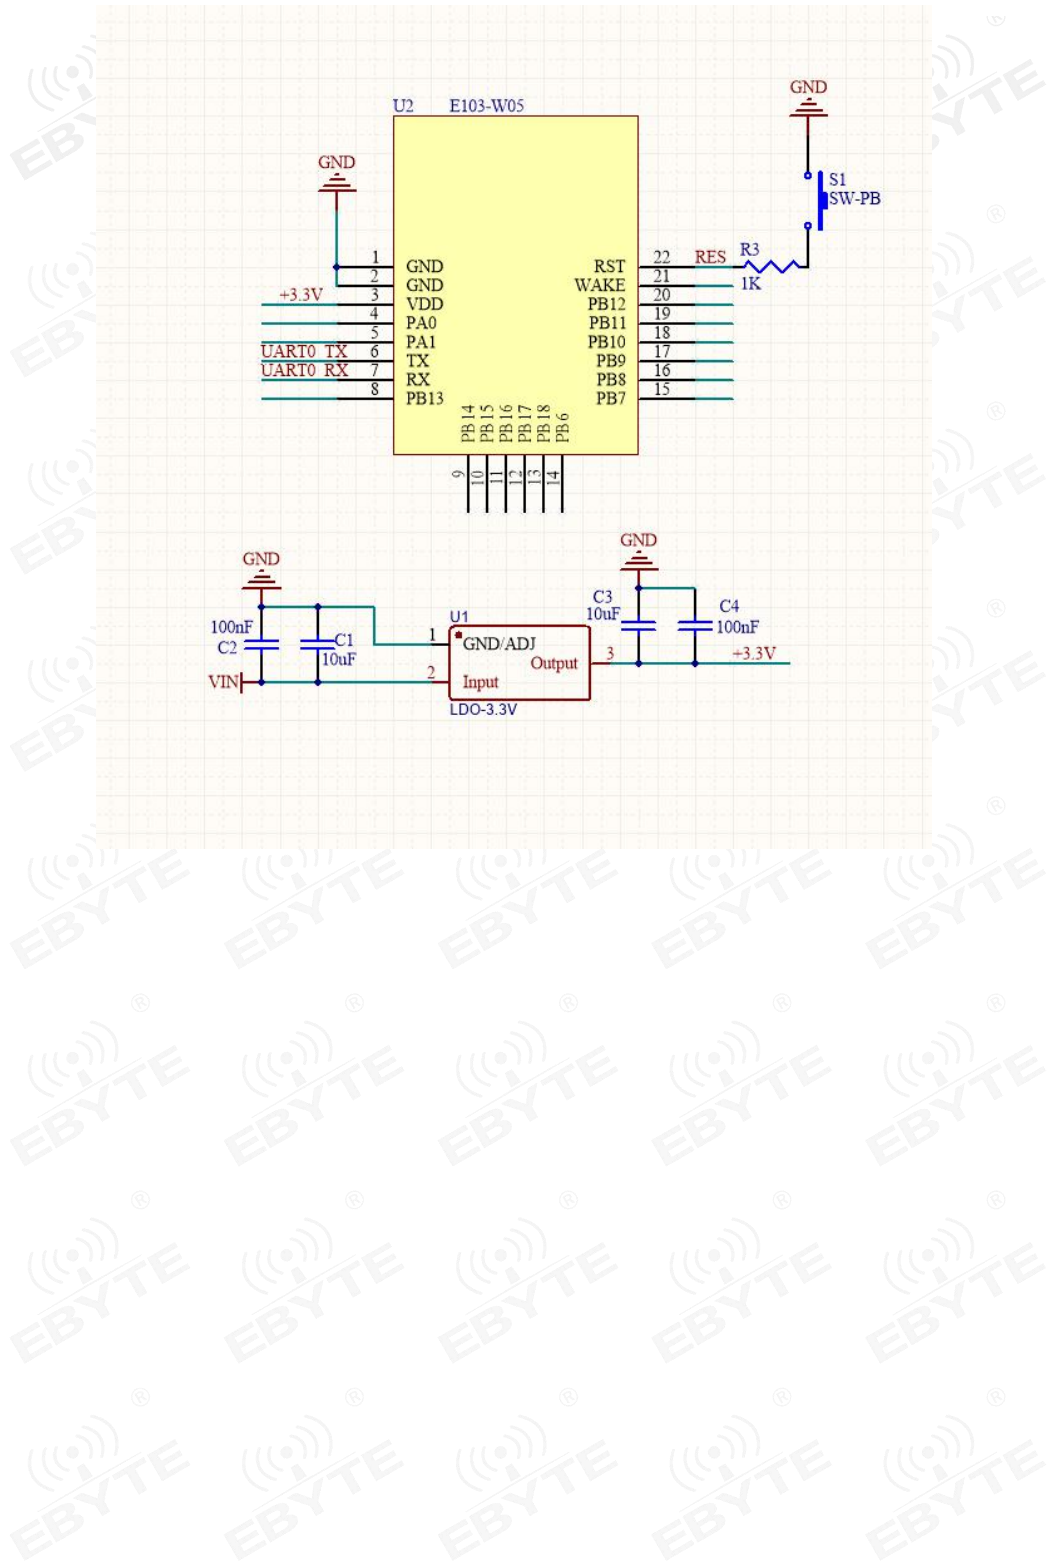 GND
U2 E103-W05
GND
S1
SW-PB
1 GND
2 GND
+3.3V 3 VDD
4 PA0
5 PA1
UART0 TX 6 TX
UART0 RX 7 RX
8 PB13
RST 22 RES R3
1K
WAKE 21
PB12 20
PB11 19
PB10 18
PB9 17
PB8 16
PB7 15
PB14 PB15 PB16 PB17 PB18 PB6
9 10 11 12 13 14
GND
GND
100nF
C2
C1
10uF
VIN
U1
1 GND/ADJ
Output 3
2 Input
LDO-3.3V
C3
10uF
C4
100nF
+3.3V
EBYTE ®